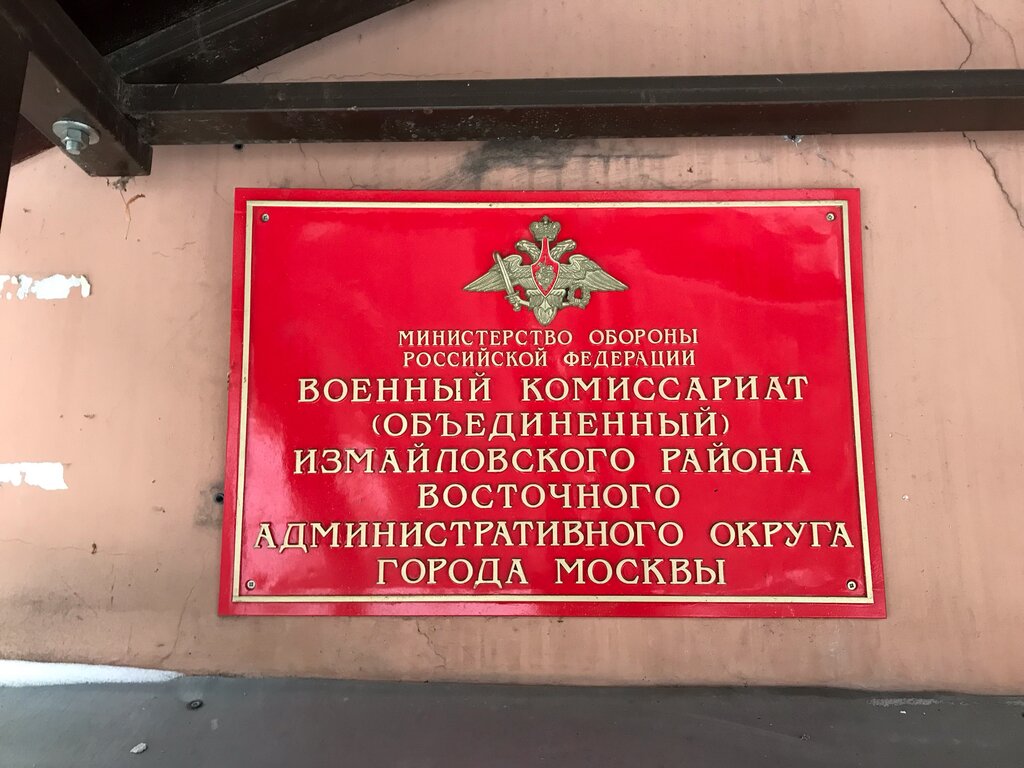 МИНИСТЕРСТВО ОБОРОНЫ
РОССИЙСКОЙ ФЕДЕРАЦИИ
ВОЕННЫЙ КОМИССАРИАТ
(ОБЪЕДИНЕННЫЙ)
ИЗМАЙЛОВСКОГО РАЙОНА
ВОСТОЧНОГО
АДМИНИСТРАТИВНОГО ОКРУГА
ГОРОДА МОСКВЫ